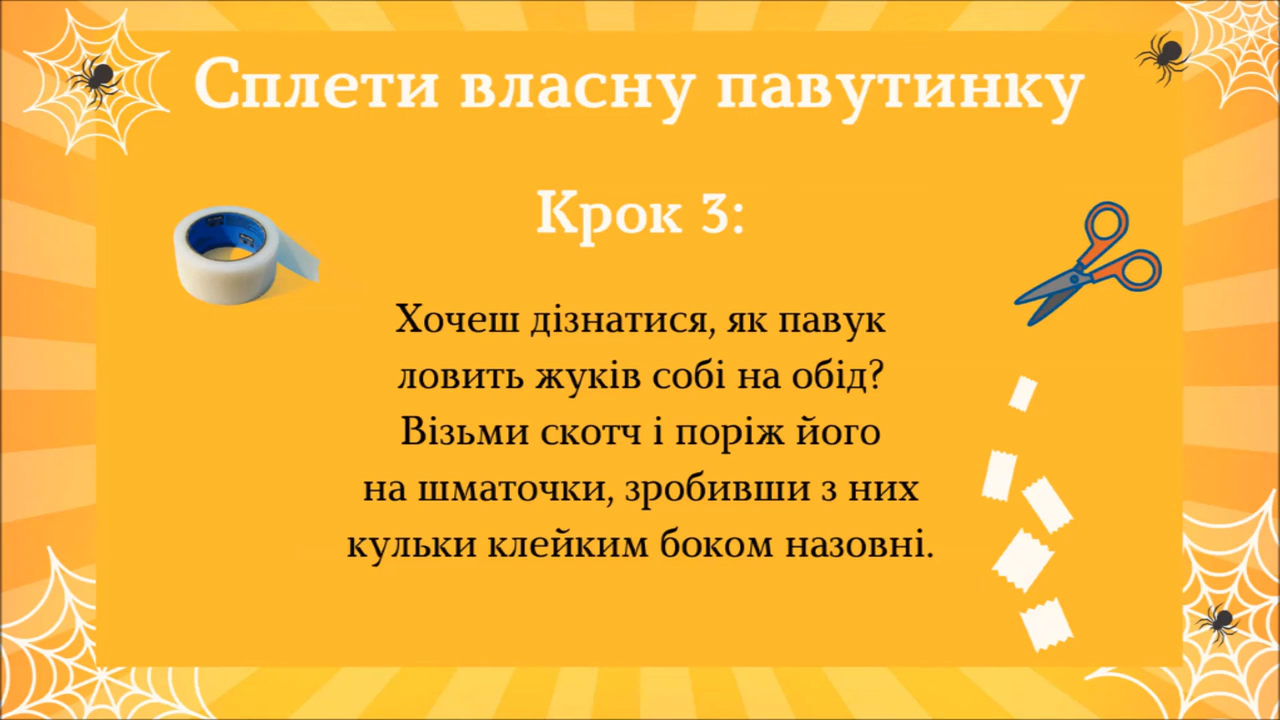 Сплети власну павутинку
Крок 3:
Хочеш дізнатися, як павук
ловить жуків собі на обід?
Візьми скотч і поріж його
на шматочки, зробивши з них
кульки клейким боком назовні.